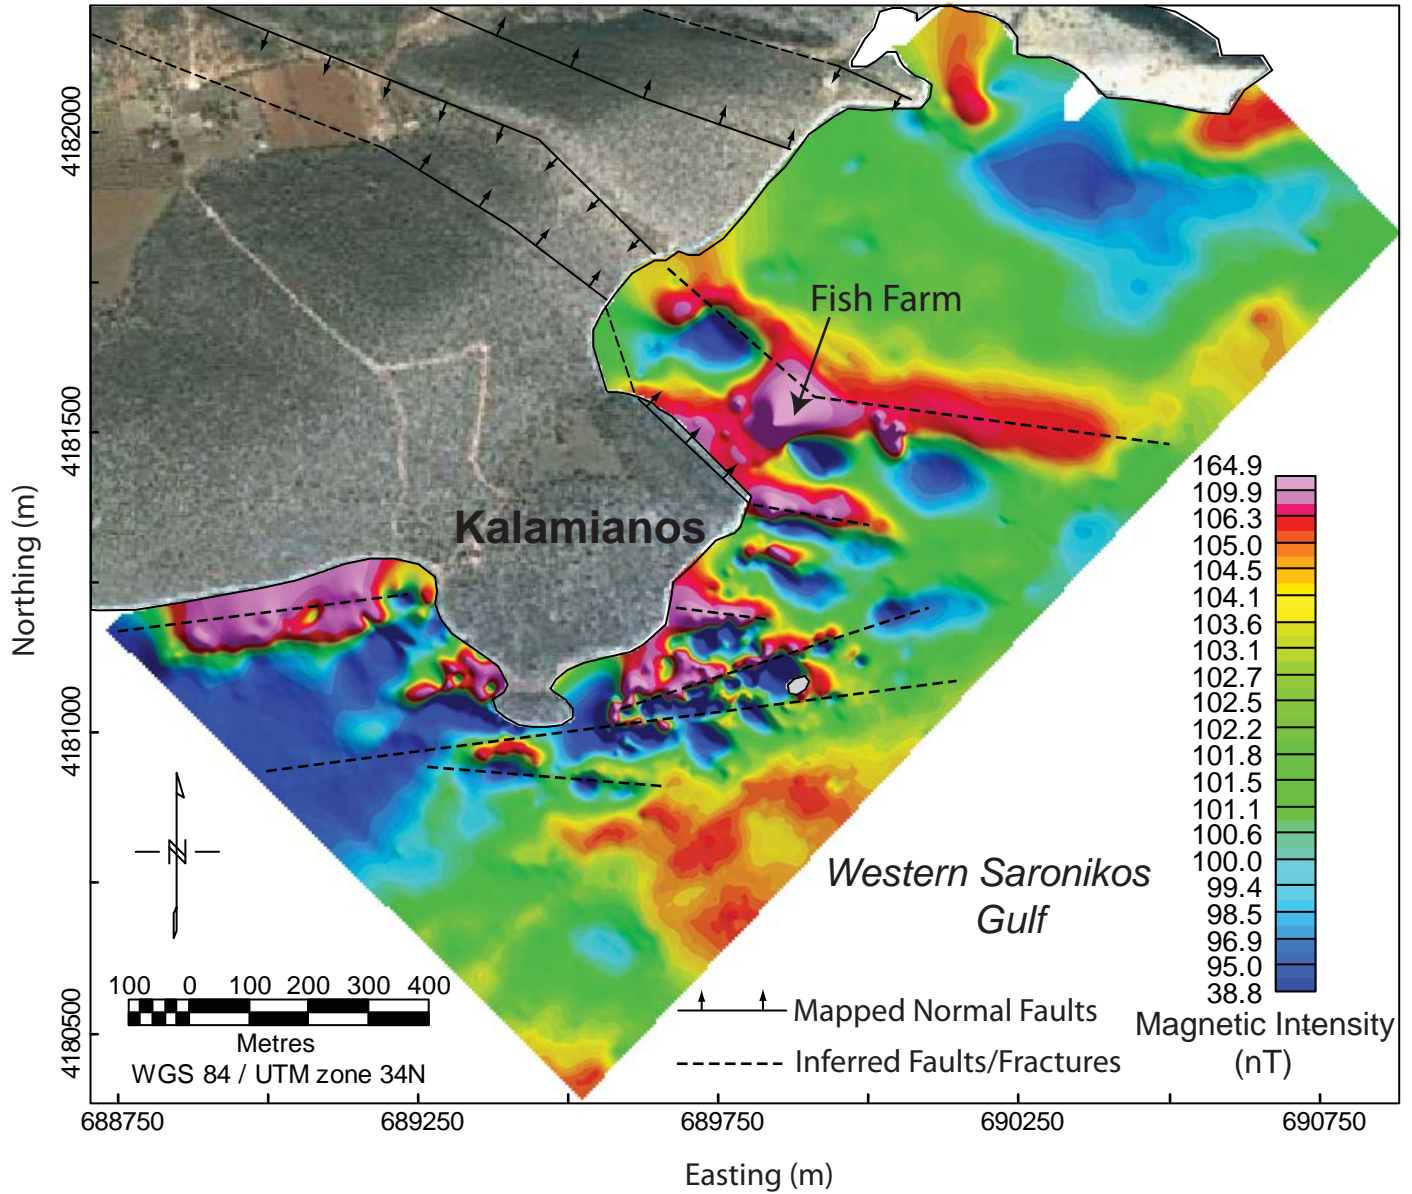 Fish Farm
Kalamianos
Western Saronikos
Gulf
4182000
4181500
4181000
4180500
Northing (m)
688750
689250
689750
690250
690750
Easting (m)
164.9
109.9
106.3
105.0
104.5
104.1
103.6
103.1
102.7
102.5
102.2
101.8
101.5
101.1
100.6
100.0
99.4
98.5
96.9
95.0
38.8
Magnetic Intensity
(nT)
N
100 0 100 200 300 400
Metres
WGS 84 / UTM zone 34N
Mapped Normal Faults
Inferred Faults/Fractures